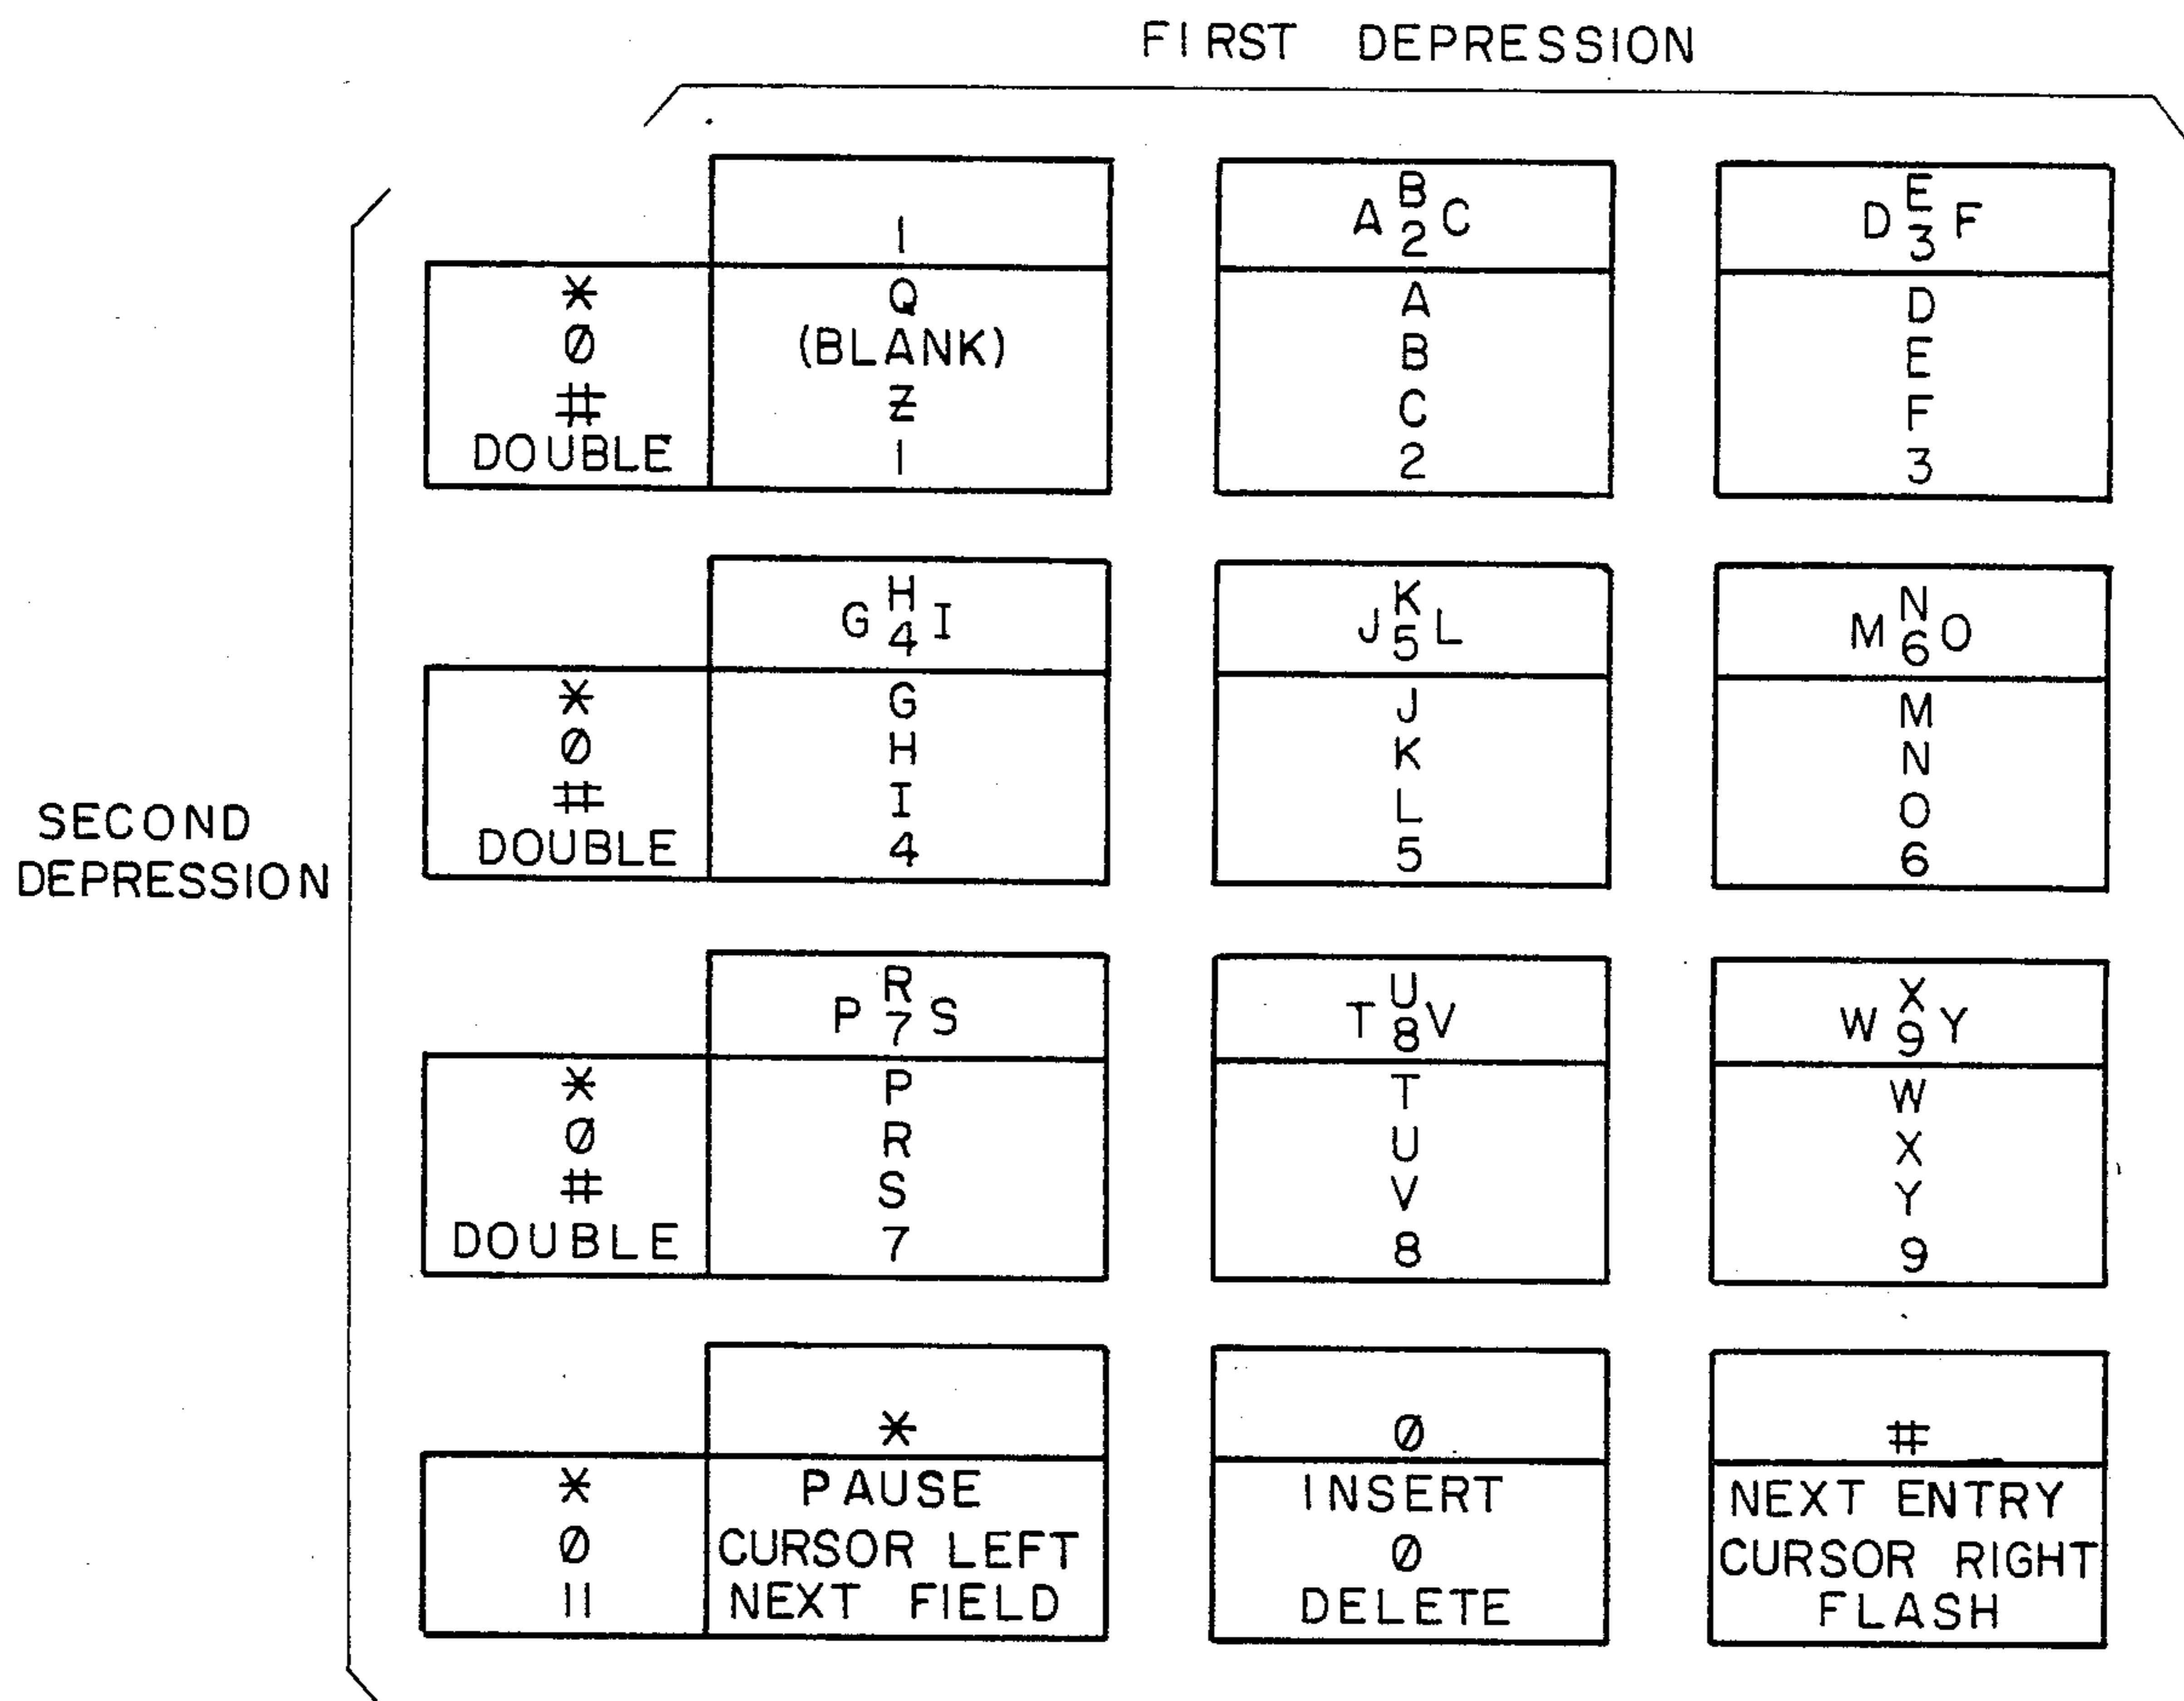 FIRST DEPRESSION
1
B
A 2 C
E
D 3 F
* Q A D
Ø (BLANK) B E
# Z C F
DOUBLE 1 2 3
H
G 4 I
K
J 5 L
N
M 6 O
* G J M
Ø H K N
# I L O
DOUBLE 4 5 6
SECOND
DEPRESSION
R
P 7 S
U
T 8 V
X
W 9 Y
* P T W
Ø R U X
# S V Y
DOUBLE 7 8 9
* Ø #
* PAUSE INSERT NEXT ENTRY
Ø CURSOR LEFT Ø CURSOR RIGHT
II NEXT FIELD DELETE FLASH